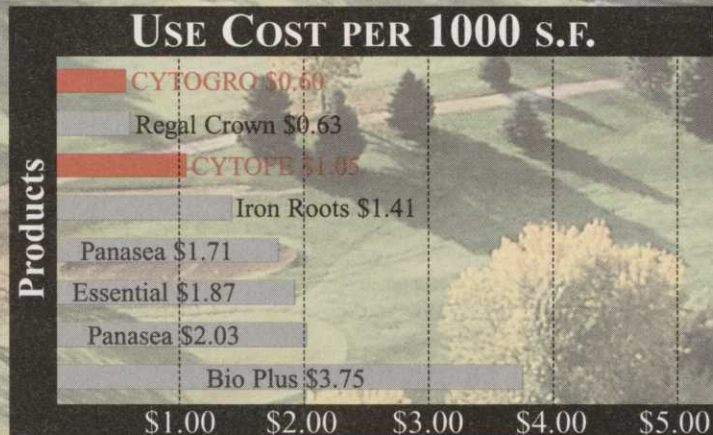 USE COST PER 1000 S.F.
Products
CYTOGRO $0.60
Regal Crown $0.63
CYTOFE $1.05
Iron Roots $1.41
Panasea $1.71
Essential $1.87
Panasea $2.03
Bio Plus $3.75
$1.00 $2.00 $3.00 $4.00 $5.00